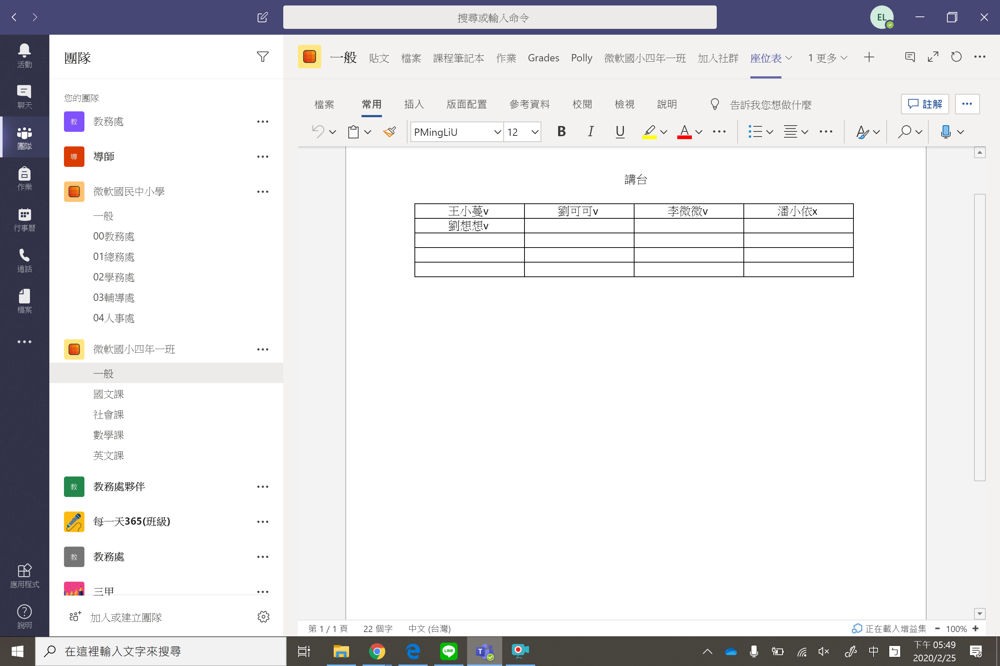 搜尋或輸入命令
EL
活動
聊天
團隊
作業
行事曆
通話
檔案
應用程式
說明
團隊
您的團隊
教 教務處
導 導師
微軟國民中小學
一般
00教務處
01總務處
02學務處
03輔導處
04人事處
微軟國小四年一班
一般
國文課
社會課
數學課
英文課
教 教務處夥伴
每一天365(班級)
教 教務處
三甲
加入或建立團隊
一般 貼文 檔案 課程筆記本 作業 Grades Polly 微軟國小四年一班 加入社群 座位表 1 更多
檔案 常用 插入 版面配置 參考資料 校閱 檢視 說明 告訴我您想做什麼 註解
PMingLiU 12 B I U A
講台
王小蔓v 劉可可v 李微微v 潘小依x
劉想想v
第 1 / 1 頁 22 個字 中文 (台灣) 正在載入增益集 - 100% +
在這裡輸入文字來搜尋
LINE
T
中
ㄅ
下午 05:49
2020/2/25